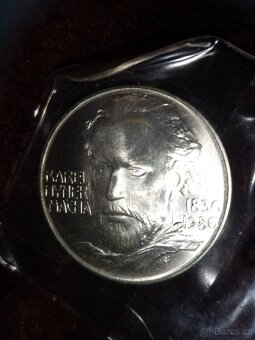 KAREL
HYNEK
MÁCHA
1836
1986
Bazos.cz